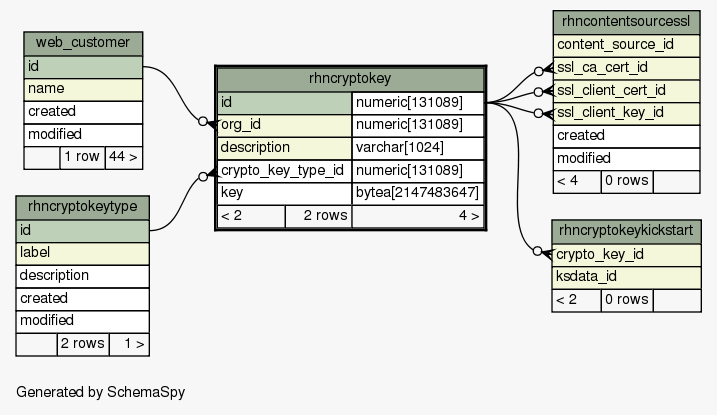 web_customer
id
name
created
modified
1 row 44 >
rhncryptokeytype
id
label
description
created
modified
2 rows 1 >
rhncryptokey
id numeric[131089]
org_id numeric[131089]
description varchar[1024]
crypto_key_type_id numeric[131089]
key bytea[2147483647]
< 2 2 rows 4 >
rhncontentsourcessl
content_source_id
ssl_ca_cert_id
ssl_client_cert_id
ssl_client_key_id
created
modified
< 4 0 rows
rhncryptokeykickstart
crypto_key_id
ksdata_id
< 2 0 rows
Generated by SchemaSpy